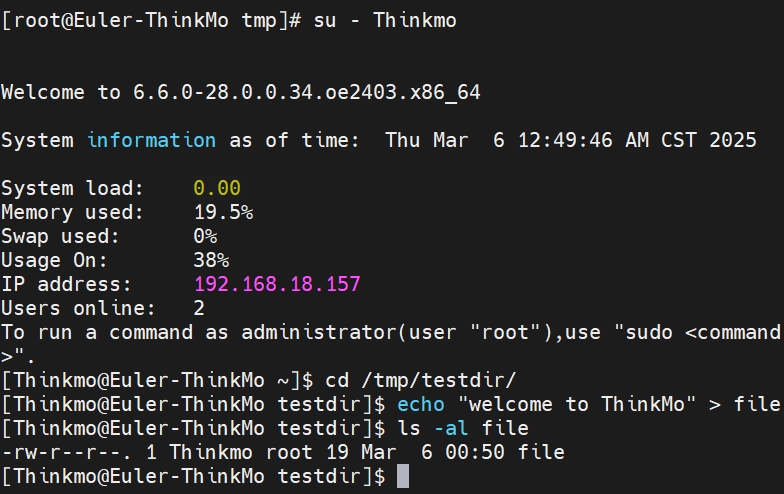 [root@Euler-ThinkMo tmp]# su - Thinkmo
Welcome to 6.6.0-28.0.0.34.oe2403.x86_64
System information as of time:  Thu Mar  6 12:49:46 AM CST 2025
System load:    0.00
Memory used:    19.5%
Swap used:      0%
Usage On:       38%
IP address:     192.168.18.157
Users online:   2
To run a command as administrator(user "root"),use "sudo <command
>".
[Thinkmo@Euler-ThinkMo ~]$ cd /tmp/testdir/
[Thinkmo@Euler-ThinkMo testdir]$ echo "welcome to ThinkMo" > file
[Thinkmo@Euler-ThinkMo testdir]$ ls -al file
-rw-r--r--. 1 Thinkmo root 19 Mar  6 00:50 file
[Thinkmo@Euler-ThinkMo testdir]$